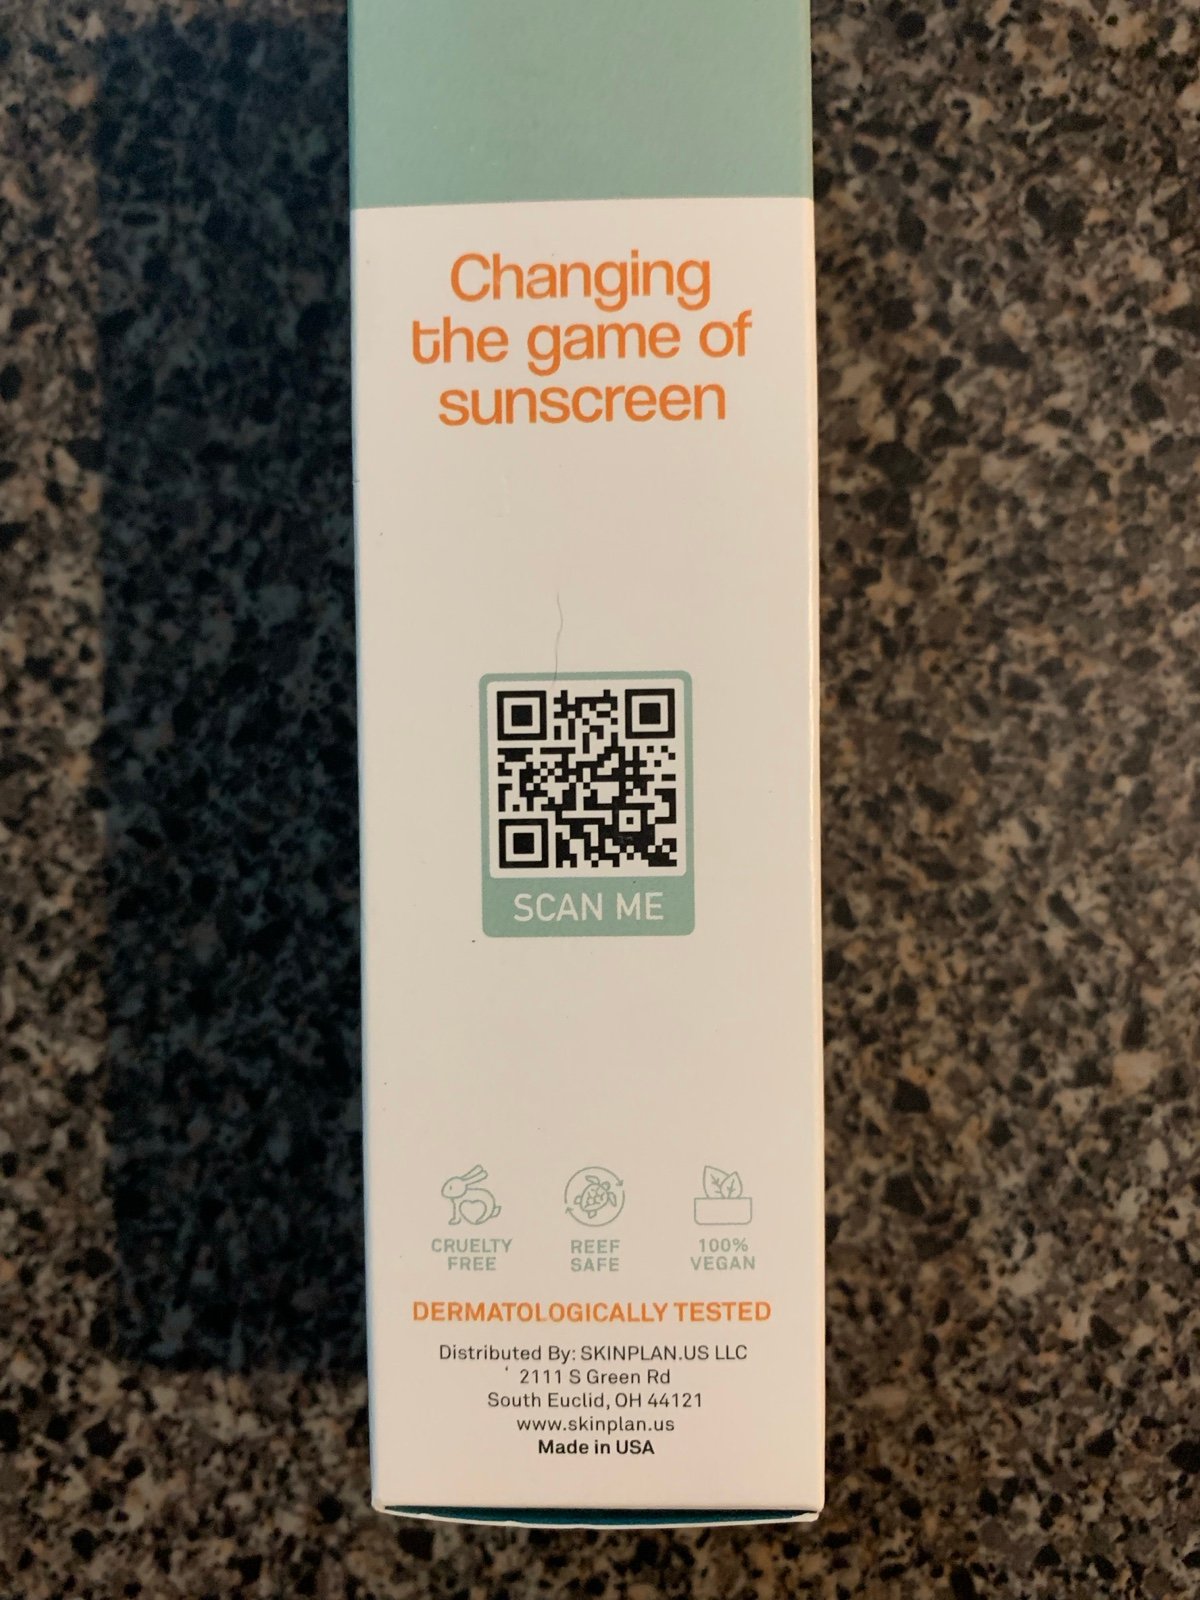 Changing
the game of
sunscreen
SCAN ME
CRUELTY
FREE
REEF
SAFE
100%
VEGAN
DERMATOLOGICALLY TESTED
Distributed By: SKINPLAN.US LLC
2111 S Green Rd
South Euclid, OH 44121
www.skinplan.us
Made in USA